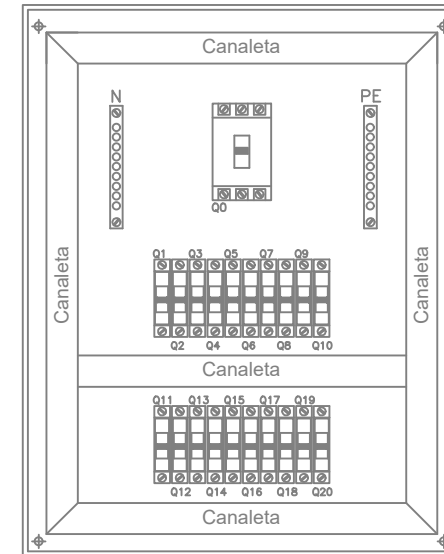 Canaleta
N
PE
Q0
Canaleta
Canaleta
Q1 Q3 Q5 Q7 Q9
Q2 Q4 Q6 Q8 Q10
Canaleta
Q11 Q13 Q15 Q17 Q19
Q12 Q14 Q16 Q18 Q20
Canaleta